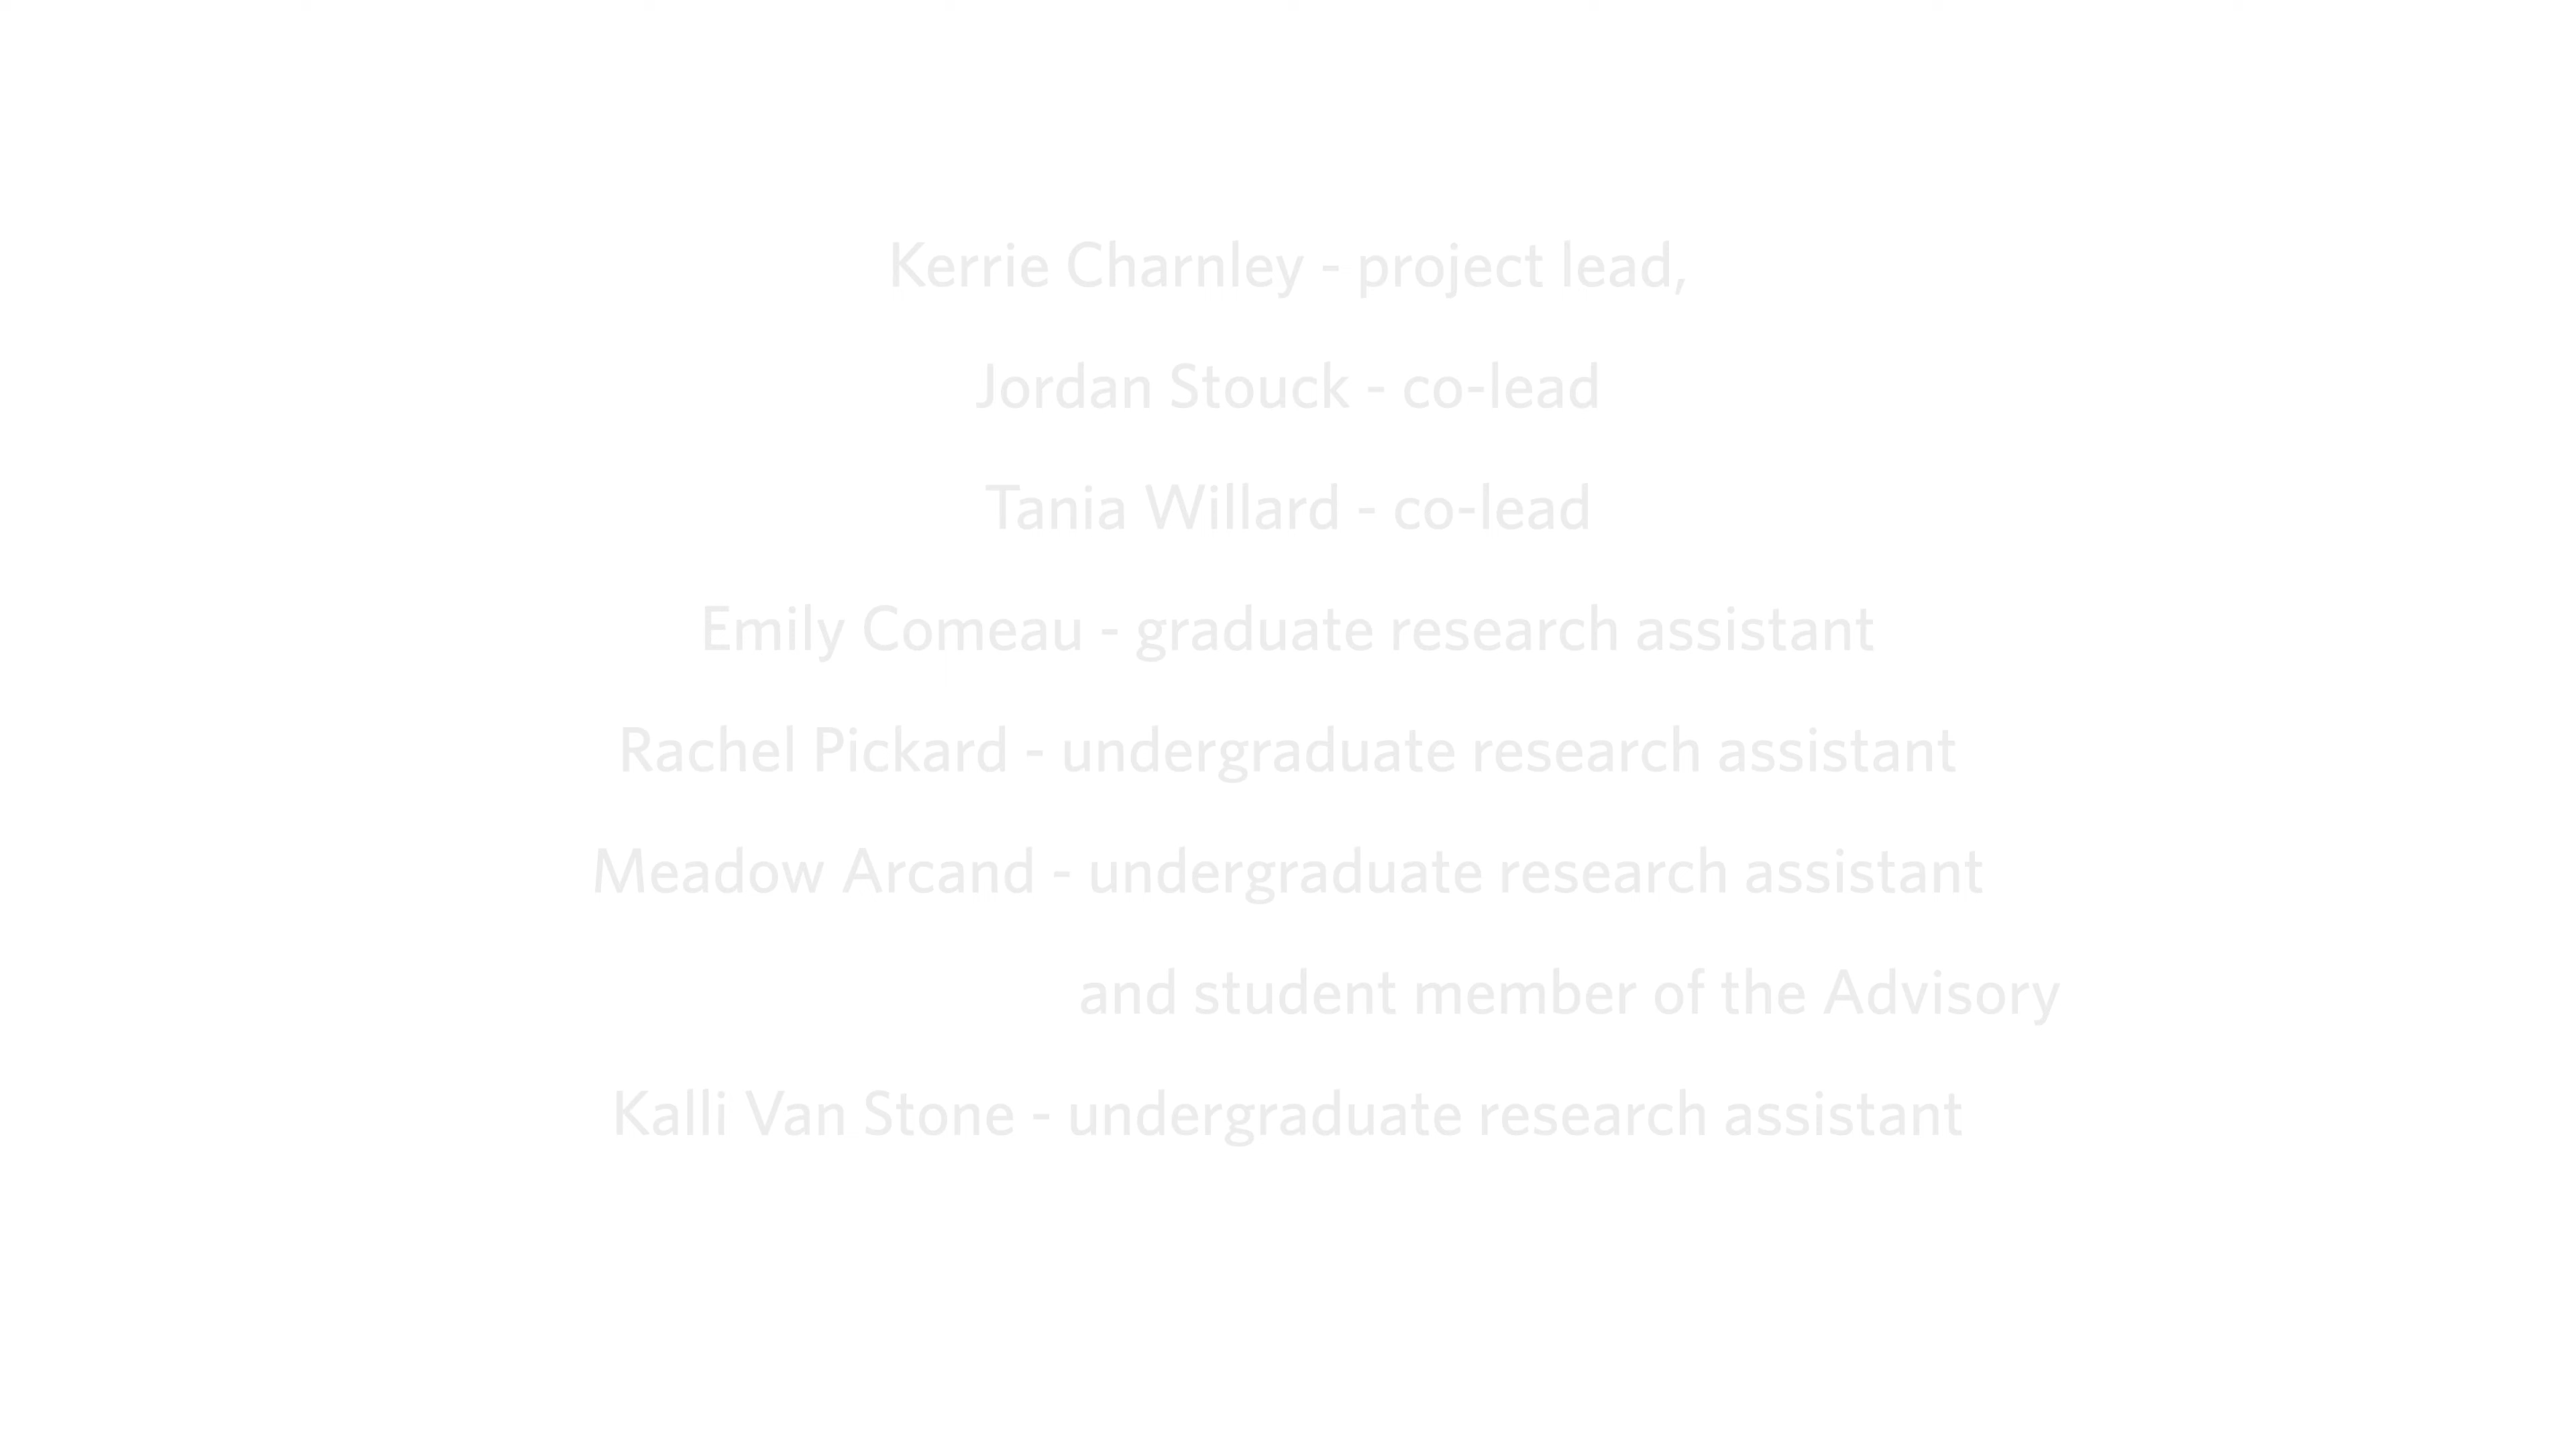 Kerrie Charnley - project lead,
Jordan Stouck - co-lead
Tania Willard - co-lead
Emily Comeau - graduate research assistant
Rachel Pickard - undergraduate research assistant
Meadow Arcand - undergraduate research assistant
and student member of the Advisory
Kalli Van Stone - undergraduate research assistant